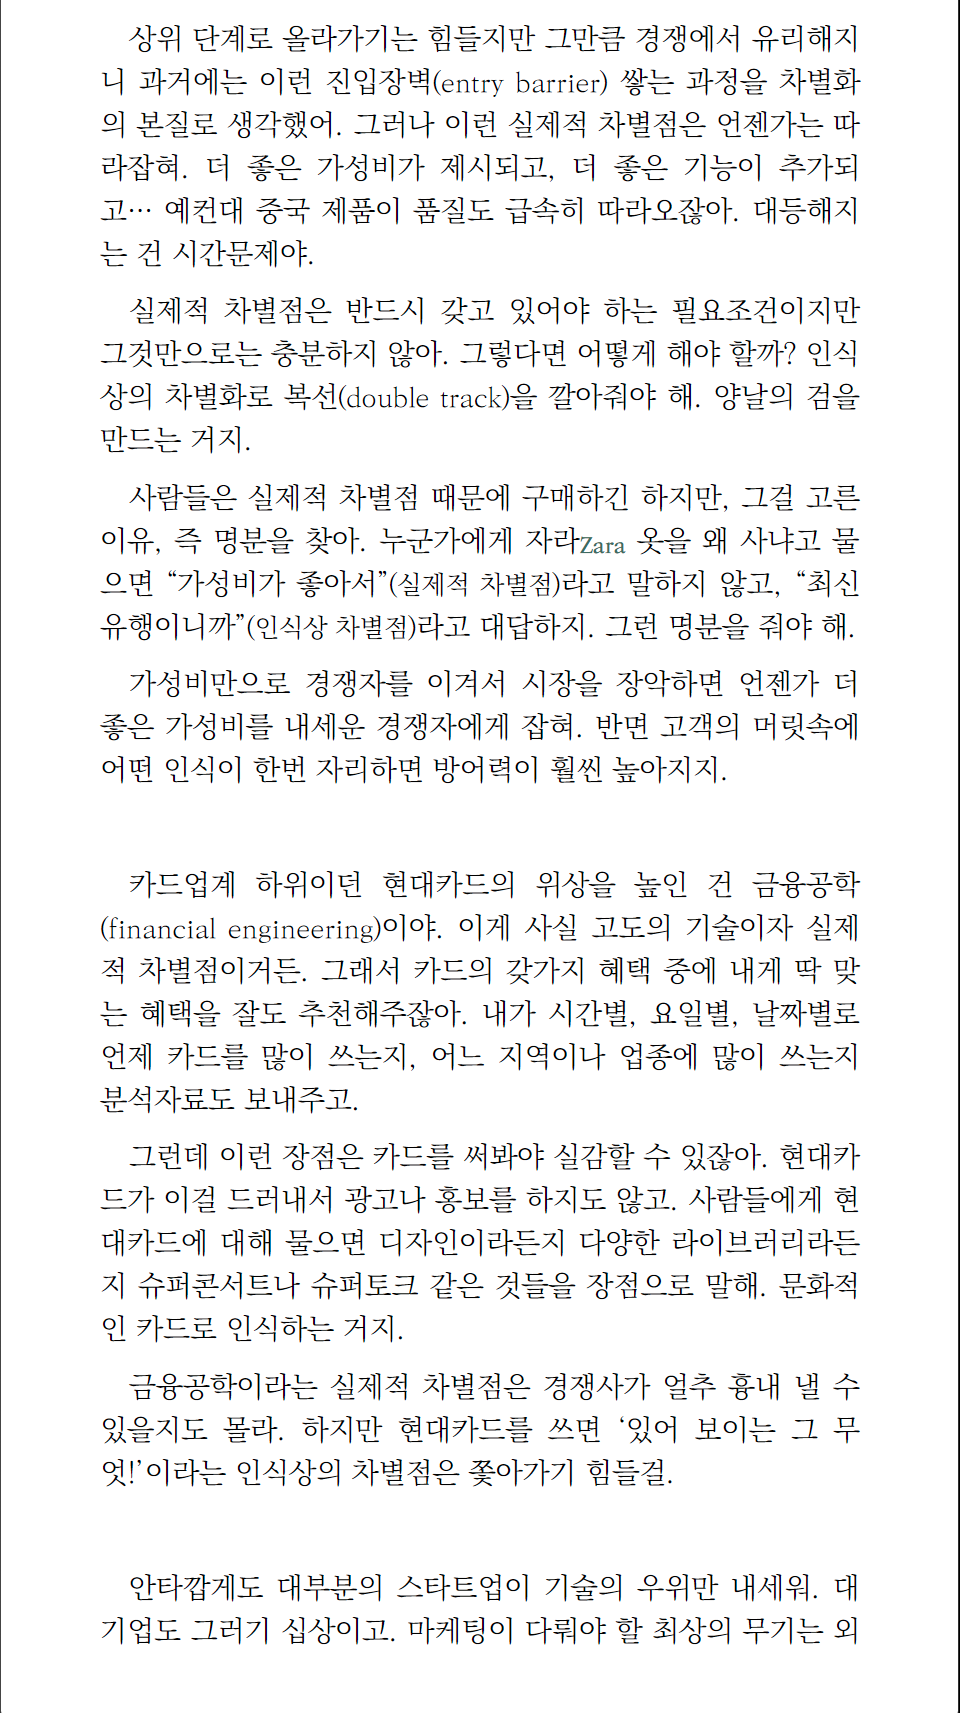 상위 단계로 올라가기는 힘들지만 그만큼 경쟁에서 유리해지
니 과거에는 이런 진입장벽(entry barrier) 쌓는 과정을 차별화
의 본질로 생각했어. 그러나 이런 실제적 차별점은 언젠가는 따
라잡혀. 더 좋은 가성비가 제시되고, 더 좋은 기능이 추가되
고… 예컨대 중국 제품이 품질도 급속히 따라오잖아. 대등해지
는 건 시간문제야.
실제적 차별점은 반드시 갖고 있어야 하는 필요조건이지만
그것만으로는 충분하지 않아. 그렇다면 어떻게 해야 할까? 인식
상의 차별화로 복선(double track)을 깔아줘야 해. 양날의 검을
만드는 거지.
사람들은 실제적 차별점 때문에 구매하긴 하지만, 그걸 고른
이유, 즉 명분을 찾아. 누군가에게 자라Zara 옷을 왜 사냐고 물
으면 “가성비가 좋아서”(실제적 차별점)라고 말하지 않고, “최신
유행이니까”(인식상 차별점)라고 대답하지. 그런 명분을 줘야 해.
가성비만으로 경쟁자를 이겨서 시장을 장악하면 언젠가 더
좋은 가성비를 내세운 경쟁자에게 잡혀. 반면 고객의 머릿속에
어떤 인식이 한번 자리하면 방어력이 훨씬 높아지지.
카드업계 하위이던 현대카드의 위상을 높인 건 금융공학
(financial engineering)이야. 이게 사실 고도의 기술이자 실제
적 차별점이거든. 그래서 카드의 갖가지 혜택 중에 내게 딱 맞
는 혜택을 잘도 추천해주잖아. 내가 시간별, 요일별, 날짜별로
언제 카드를 많이 쓰는지, 어느 지역이나 업종에 많이 쓰는지
분석자료도 보내주고.
그런데 이런 장점은 카드를 써봐야 실감할 수 있잖아. 현대카
드가 이걸 드러내서 광고나 홍보를 하지도 않고. 사람들에게 현
대카드에 대해 물으면 디자인이라든지 다양한 라이브러리라든
지 슈퍼콘서트나 슈퍼토크 같은 것들을 장점으로 말해. 문화적
인 카드로 인식하는 거지.
금융공학이라는 실제적 차별점은 경쟁사가 얼추 흉내 낼 수
있을지도 몰라. 하지만 현대카드를 쓰면 ‘있어 보이는 그 무
엇!’이라는 인식상의 차별점은 쫓아가기 힘들걸.
안타깝게도 대부분의 스타트업이 기술의 우위만 내세워. 대
기업도 그러기 십상이고. 마케팅이 다뤄야 할 최상의 무기는 외